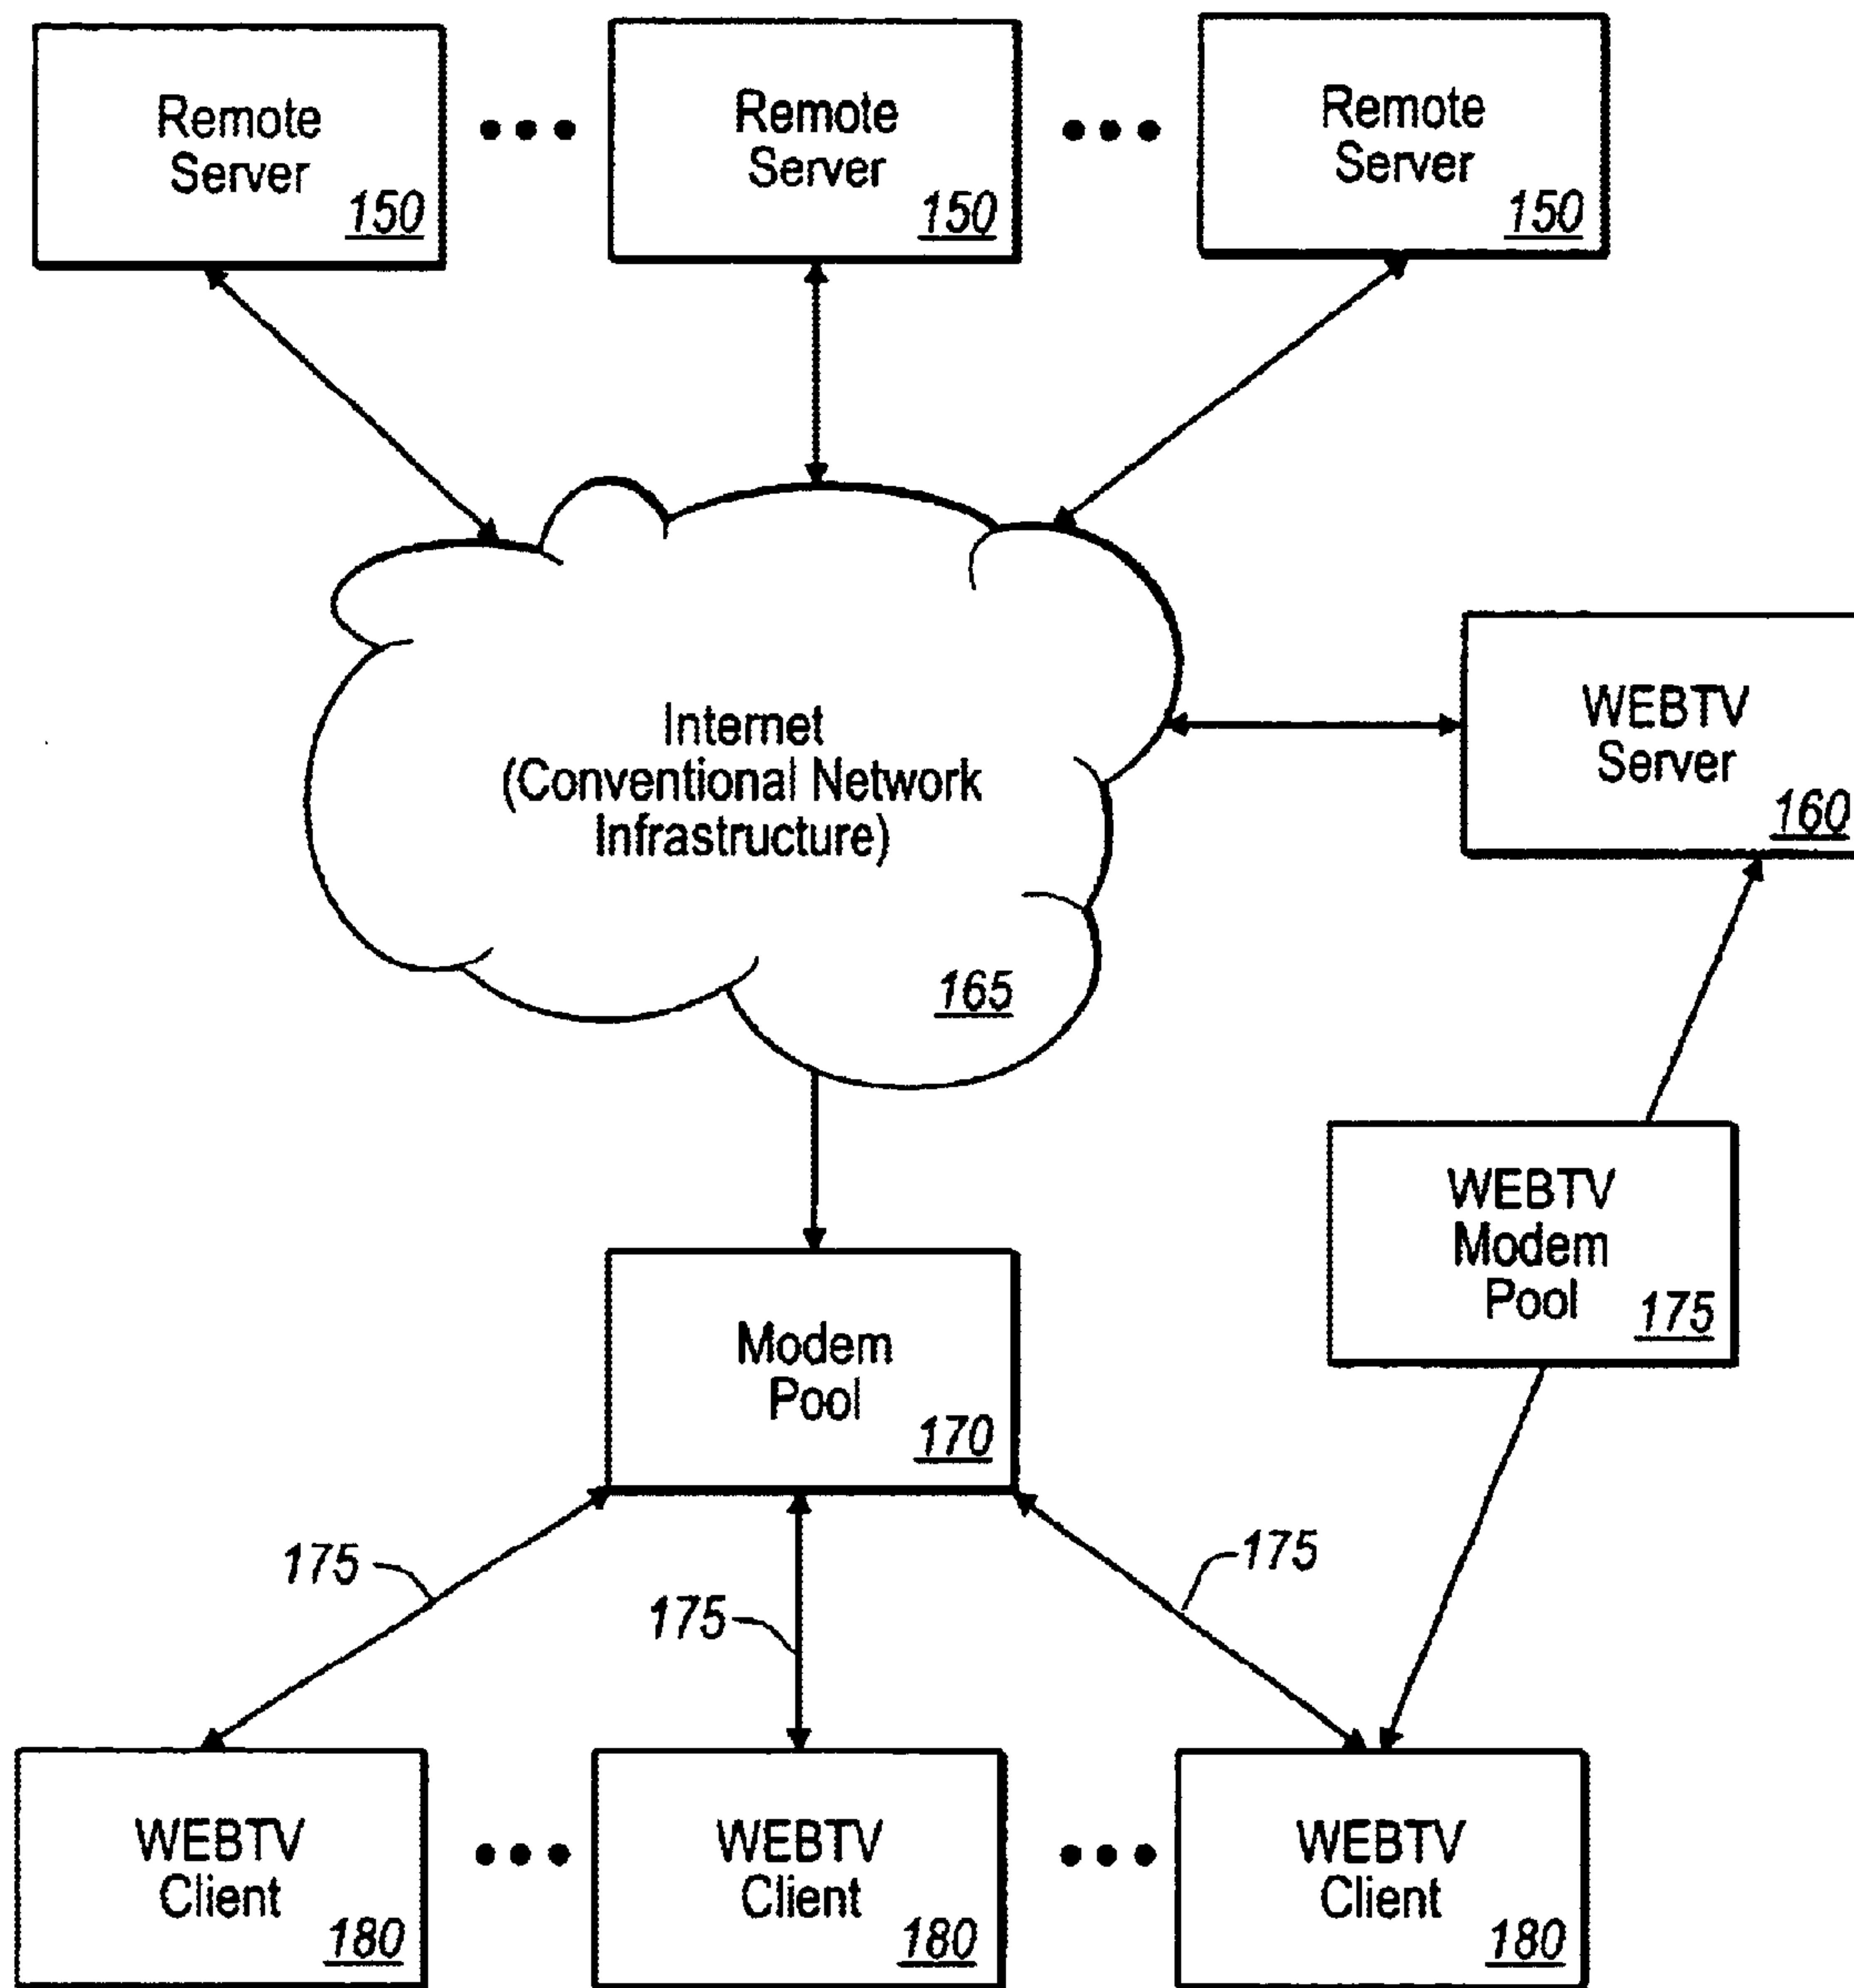 Remote
Server
150
Remote
Server
150
Remote
Server
150
Internet
(Conventional Network
Infrastructure)
165
WEBTV
Server
160
WEBTV
Modem
Pool
175
Modem
Pool
170
175
175
175
WEBTV
Client
180
WEBTV
Client
180
WEBTV
Client
180